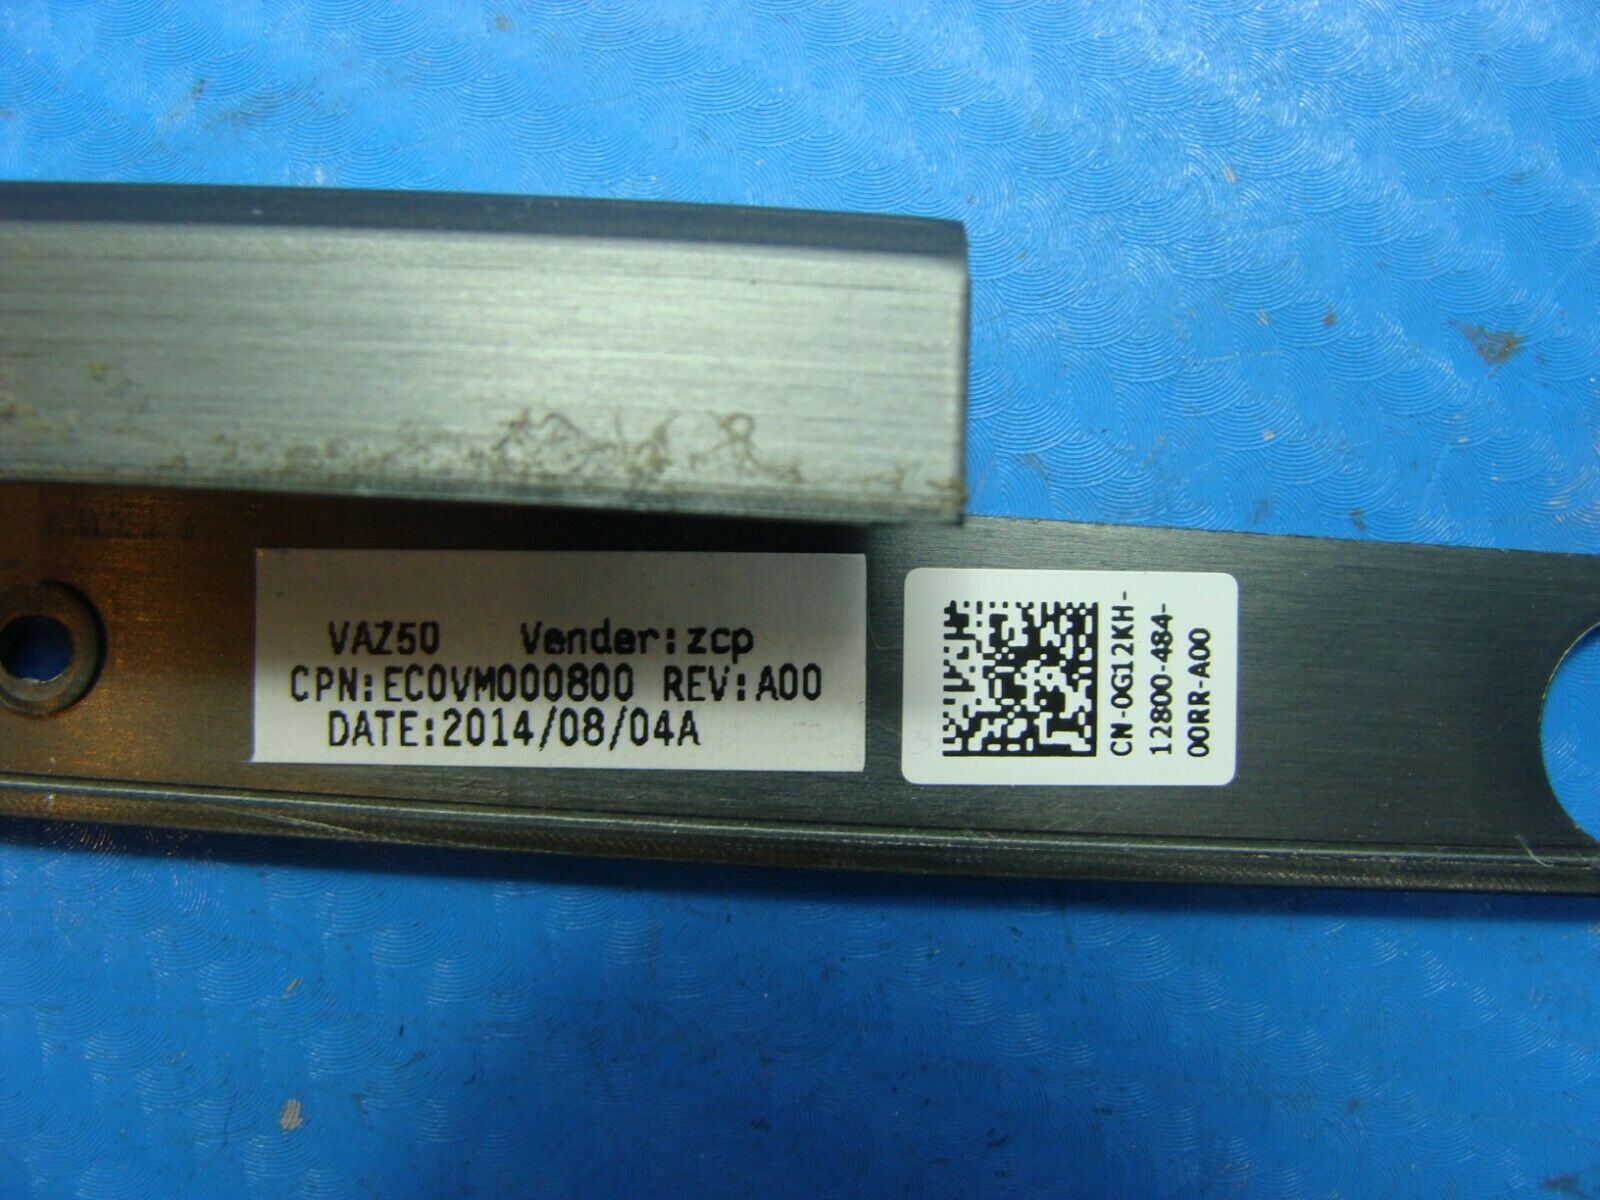 VAZ50 Vender:zcp
CPN:EC0VM000800 REV:A00
DATE:2014/08/04A
CN-0G12KH-
12800-484-
00RR-A00